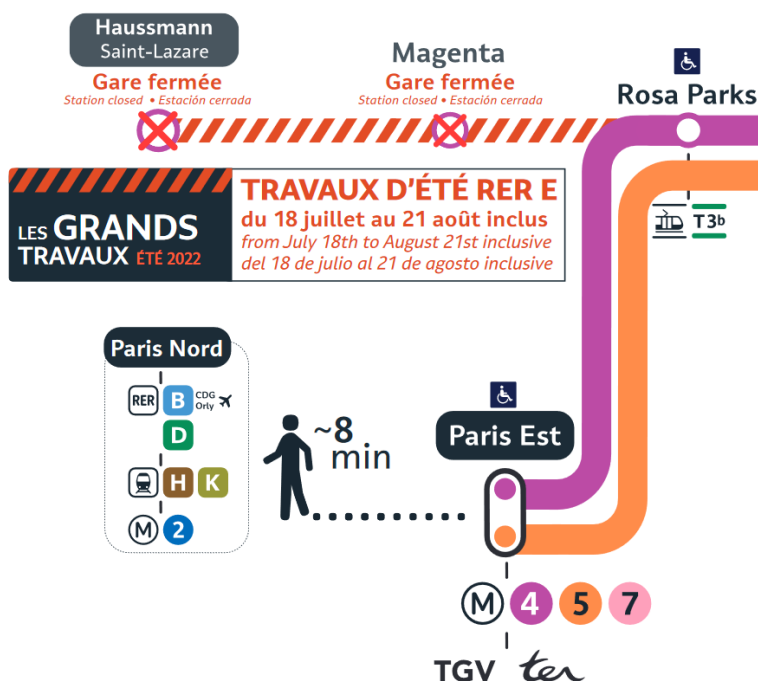 Haussmann
Saint-Lazare
Gare fermée
Station closed • Estación cerrada
Magenta
Gare fermée
Station closed • Estación cerrada
Rosa Parks
T3b
LES GRANDS
TRAVAUX ÉTÉ 2022
TRAVAUX D'ÉTÉ RER E
du 18 juillet au 21 août inclus
from July 18th to August 21st inclusive
del 18 de julio al 21 de agosto inclusive
Paris Nord
RER B CDG
Orly
D
H K
M 2
~8
min
Paris Est
M 4 5 7
TGV ter